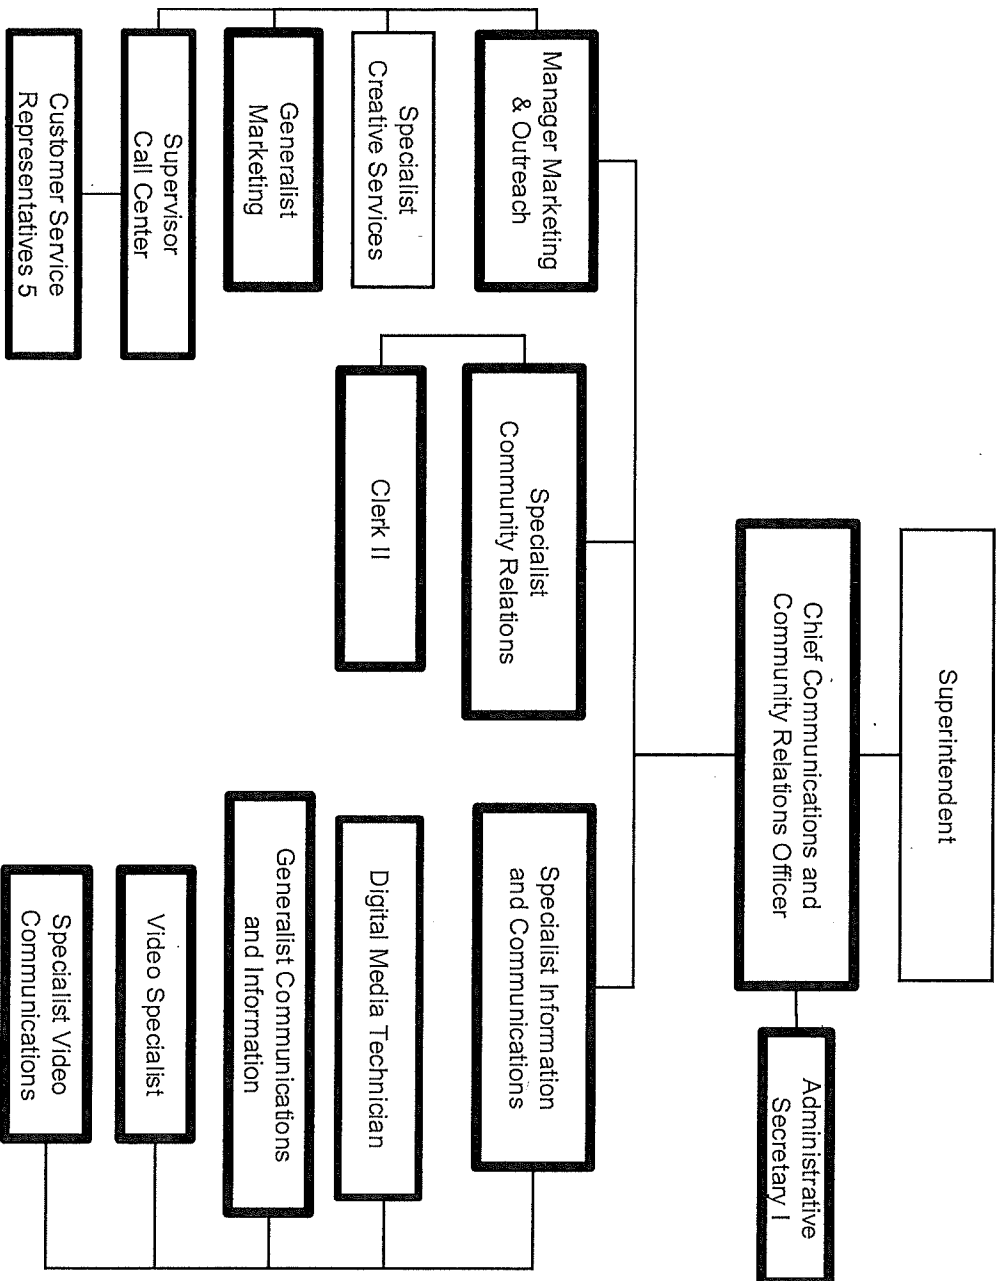 Superintendent
Chief Communications and
Community Relations Officer
Administrative
Secretary I
Manager Marketing
& Outreach
Specialist
Creative Services
Generalist
Marketing
Supervisor
Call Center
Customer Service
Representatives 5
Specialist
Community Relations
Clerk II
Specialist Information
and Communications
Digital Media Technician
Generalist Communications
and Information
Video Specialist
Specialist Video
Communications